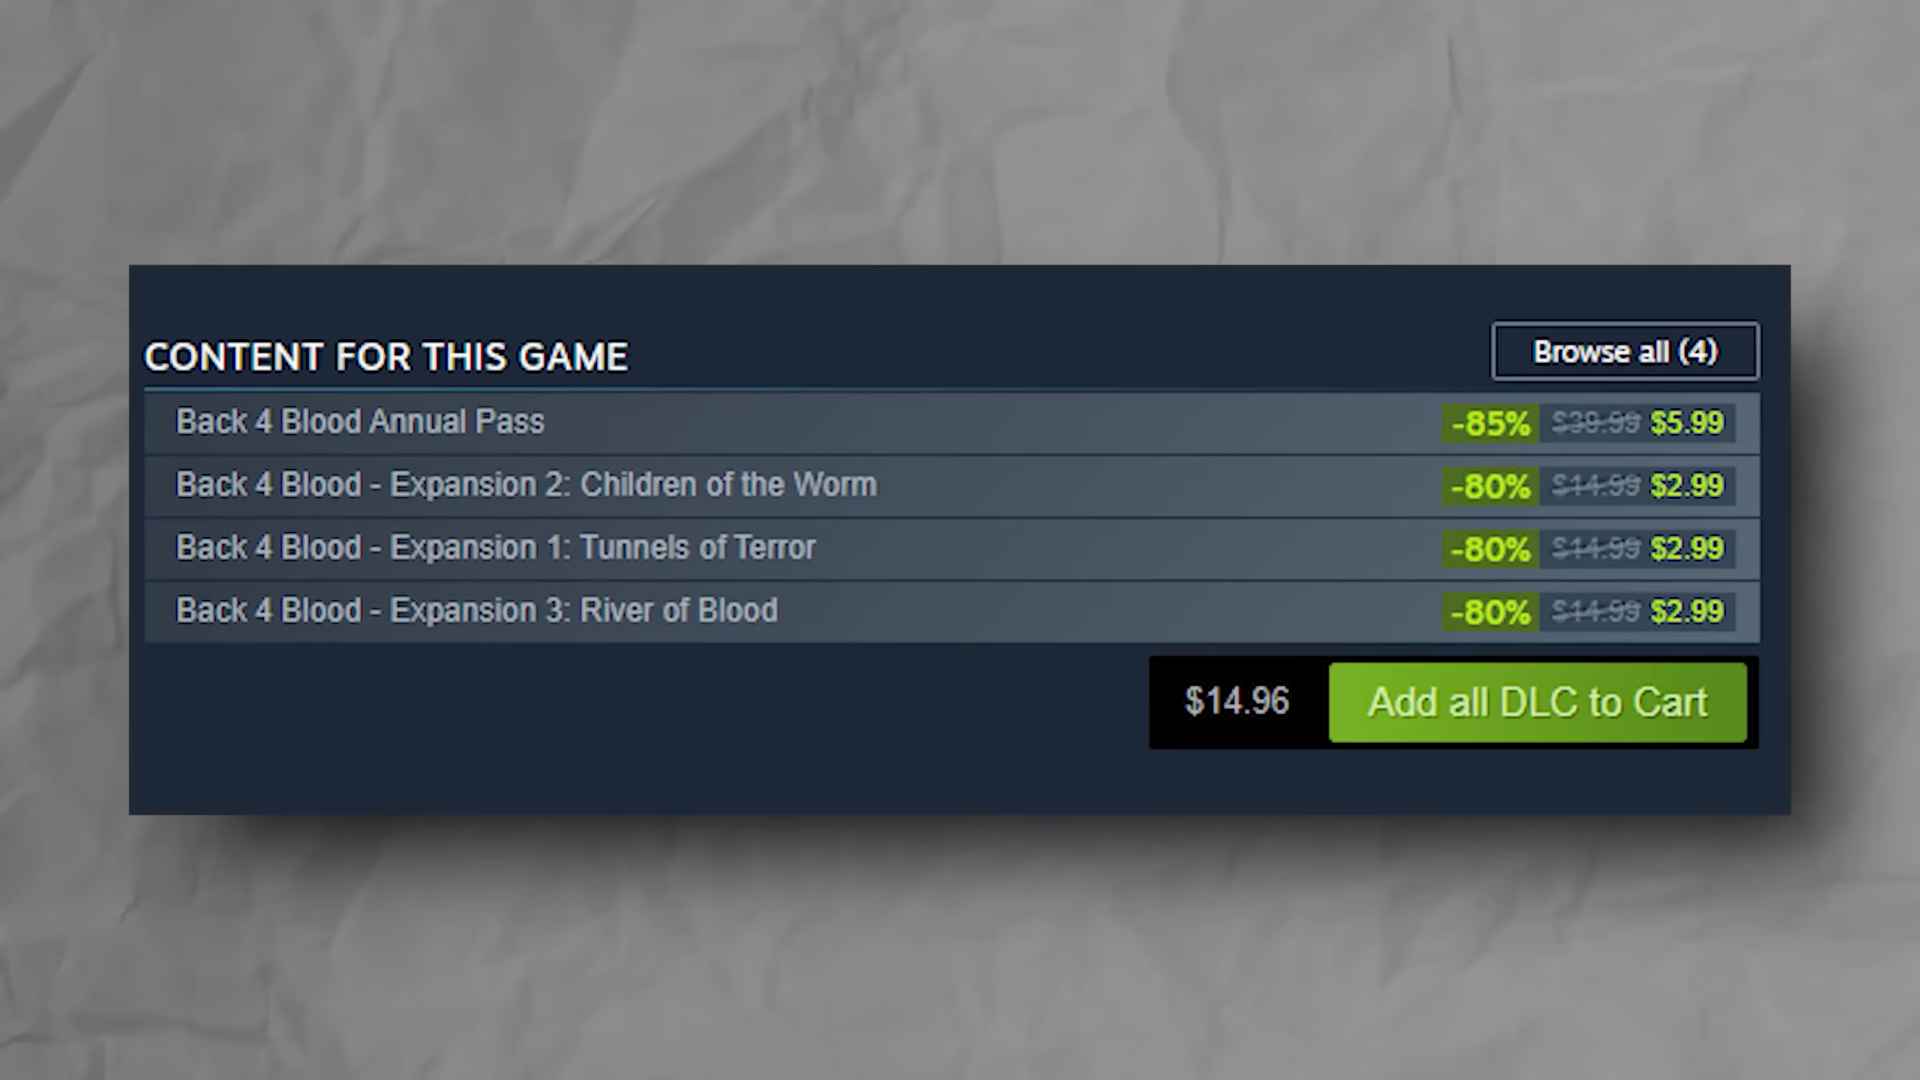 CONTENT FOR THIS GAME
Browse all (4)
Back 4 Blood Annual Pass -85% $39.99 $5.99
Back 4 Blood - Expansion 2: Children of the Worm -80% $14.99 $2.99
Back 4 Blood - Expansion 1: Tunnels of Terror -80% $14.99 $2.99
Back 4 Blood - Expansion 3: River of Blood -80% $14.99 $2.99
$14.96 Add all DLC to Cart